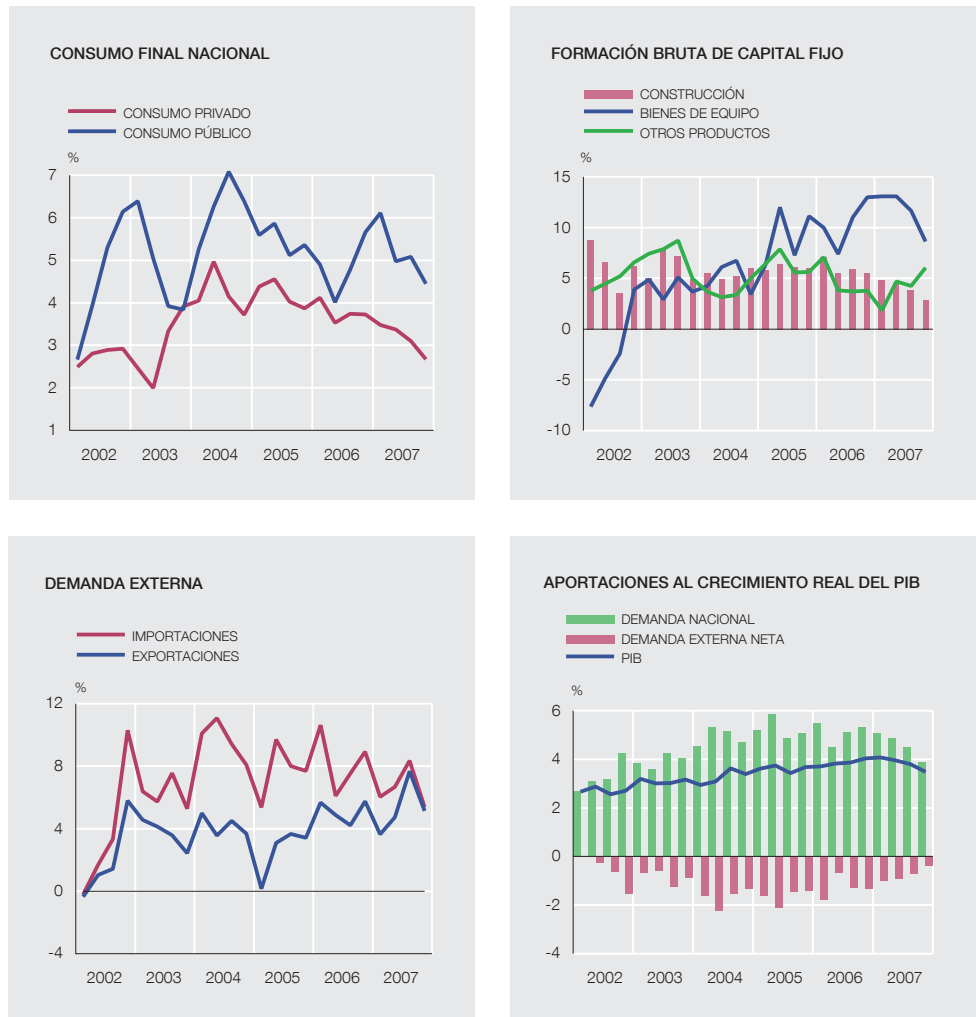 CONSUMO FINAL NACIONAL
CONSUMO PRIVADO
CONSUMO PÚBLICO
%
7
6
5
4
3
2
1
2002 2003 2004 2005 2006 2007
FORMACIÓN BRUTA DE CAPITAL FIJO
CONSTRUCCIÓN
BIENES DE EQUIPO
OTROS PRODUCTOS
%
15
10
5
0
-5
-10
2002 2003 2004 2005 2006 2007
DEMANDA EXTERNA
IMPORTACIONES
EXPORTACIONES
%
12
8
4
0
-4
2002 2003 2004 2005 2006 2007
APORTACIONES AL CRECIMIENTO REAL DEL PIB
DEMANDA NACIONAL
DEMANDA EXTERNA NETA
PIB
%
6
4
2
0
-2
-4
2002 2003 2004 2005 2006 2007